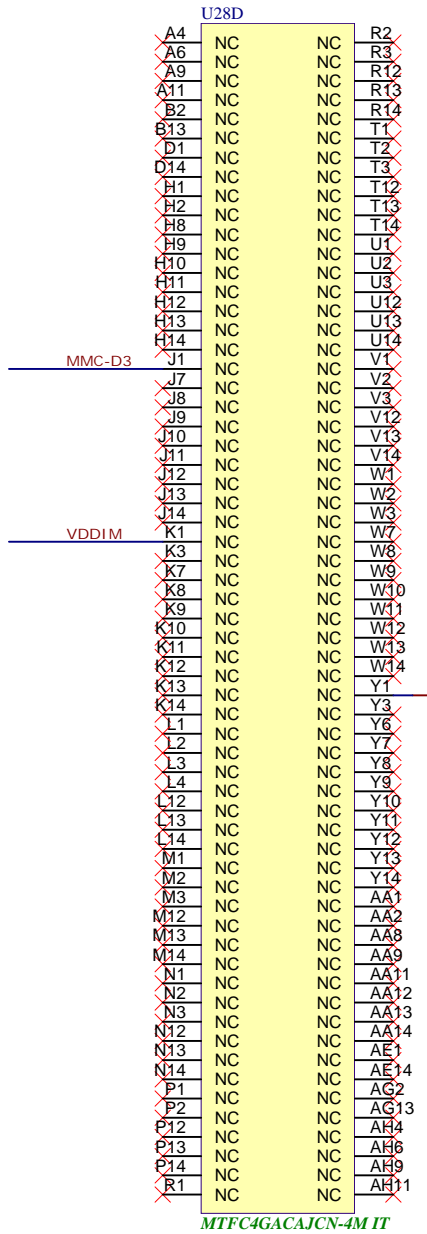 U28D
A4 NC NC R2
A6 NC NC R3
A9 NC NC R12
A11 NC NC R13
B2 NC NC R14
B13 NC NC T1
D1 NC NC T2
D14 NC NC T3
H1 NC NC T12
H2 NC NC T13
H8 NC NC T14
H9 NC NC U1
H10 NC NC U2
H11 NC NC U3
H12 NC NC U12
H13 NC NC U13
H14 NC NC U14
MMC-D3 J1 NC NC V1
J7 NC NC V2
J8 NC NC V3
J9 NC NC V12
J10 NC NC V13
J11 NC NC V14
J12 NC NC W1
J13 NC NC W2
J14 NC NC W3
VDDIM K1 NC NC W7
K3 NC NC W8
K7 NC NC W9
K8 NC NC W10
K9 NC NC W11
K10 NC NC W12
K11 NC NC W13
K12 NC NC W14
K13 NC NC Y1
K14 NC NC Y3
L1 NC NC Y6
L2 NC NC Y7
L3 NC NC Y8
L4 NC NC Y9
L12 NC NC Y10
L13 NC NC Y11
L14 NC NC Y12
M1 NC NC Y13
M2 NC NC Y14
M3 NC NC AA1
M12 NC NC AA2
M13 NC NC AA8
M14 NC NC AA9
N1 NC NC AA11
N2 NC NC AA12
N3 NC NC AA13
N12 NC NC AA14
N13 NC NC AE1
N14 NC NC AE14
P1 NC NC AG2
P2 NC NC AG13
P12 NC NC AH4
P13 NC NC AH6
P14 NC NC AH9
R1 NC NC AH11
MTFC4GACAJCN-4M IT